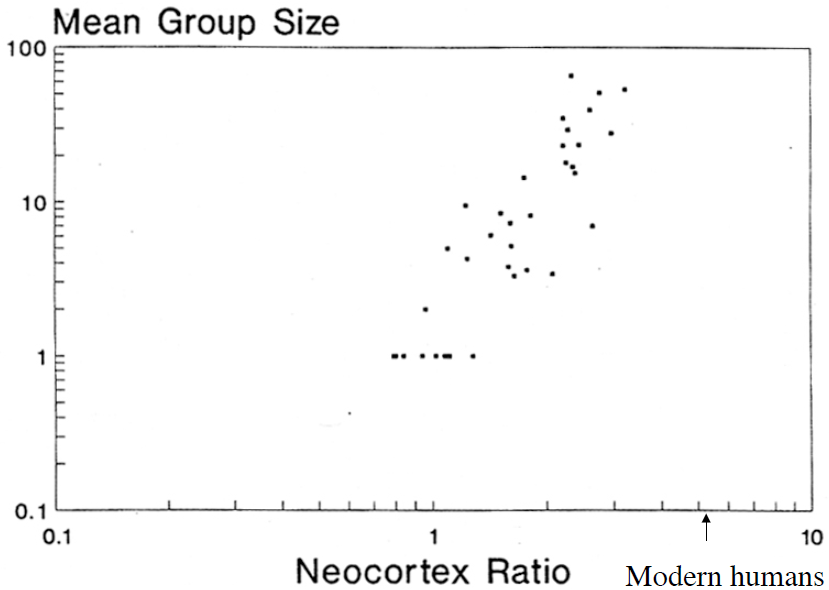 Mean Group Size
100
10
1
0.1
0.1 1 10
Neocortex Ratio
Modern humans